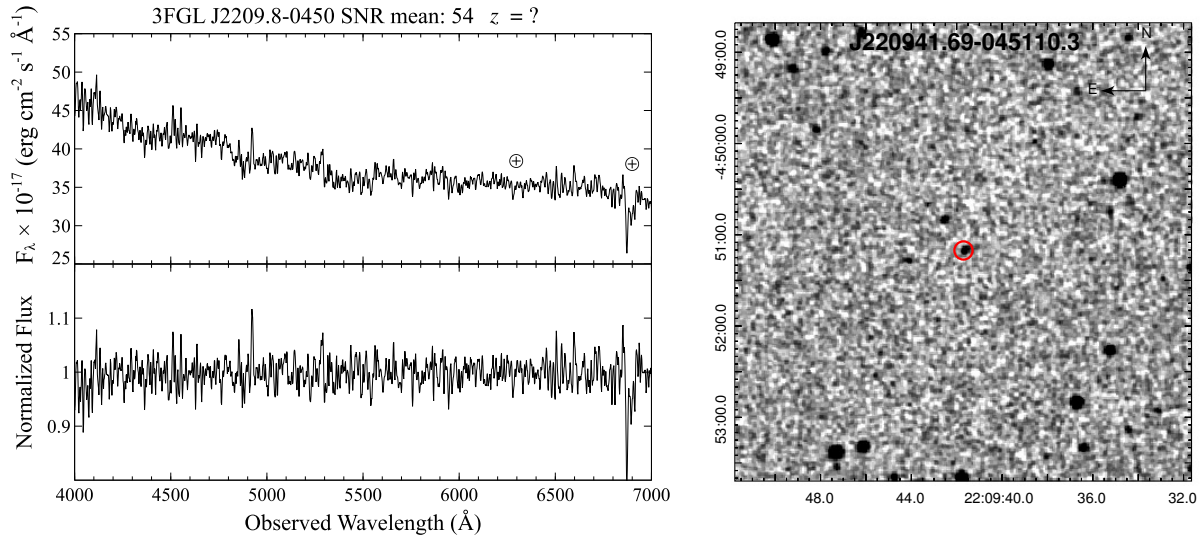 3FGL J2209.8-0450 SNR mean: 54 z = ?
55
50
45
40
35
30
25
F_λ × 10^-17 (erg cm^-2 s^-1 Å^-1)
⊕
⊕
1.1
1
0.9
Normalized Flux
4000 4500 5000 5500 6000 6500 7000
Observed Wavelength (Å)
J220941.69-045110.3
N
E
49:00.0
4:50:00.0
51:00.0
52:00.0
53:00.0
48.0 44.0 22:09:40.0 36.0 32.0